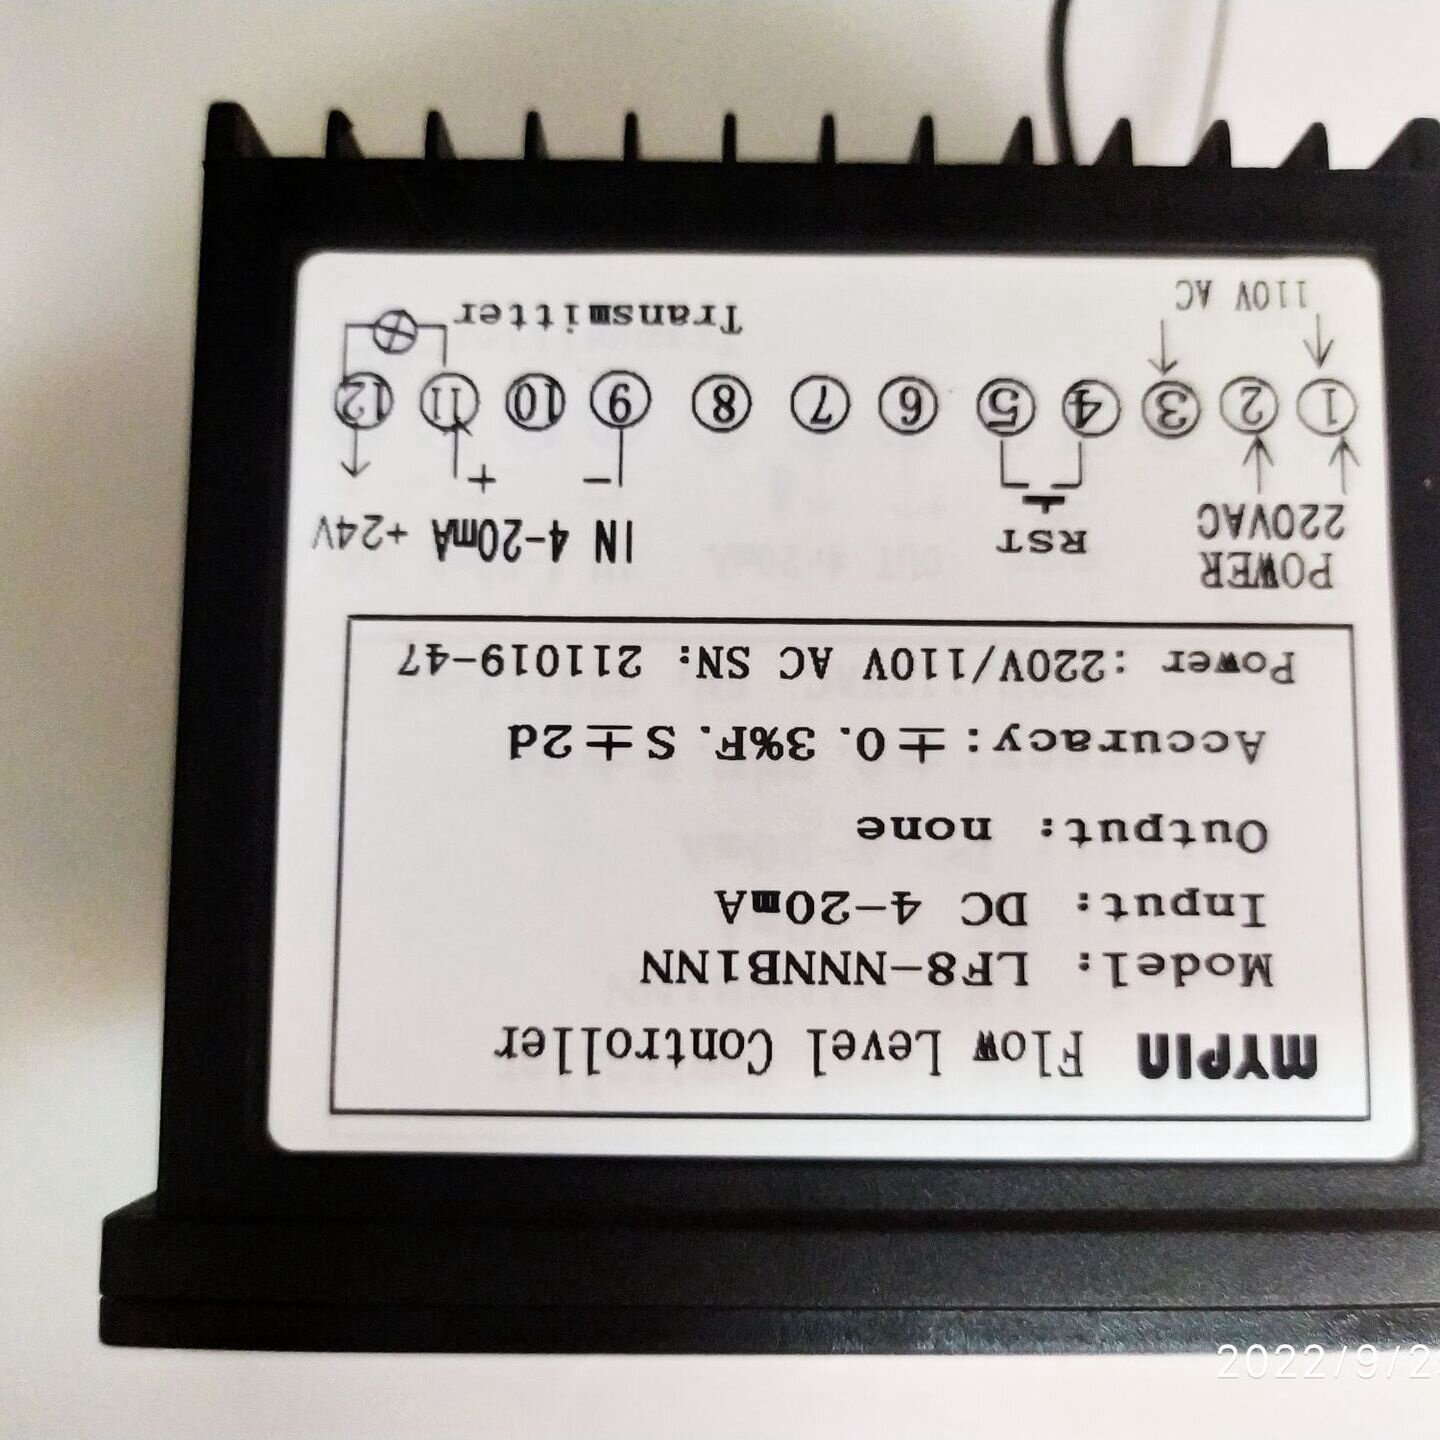 MYPIN Flow Level Controller
Model: LF8-NNNB1NN
Input: DC 4-20mA
Output: none
Accuracy: ±0.3%F.S±2d
Power :220V/110V AC SN: 211019-47
POWER
220VAC
RST
IN 4-20mA +24V
- +
1 2 3 4 5 6 7 8 9 10 11 12
110V AC
Transmitter
2022/9/2